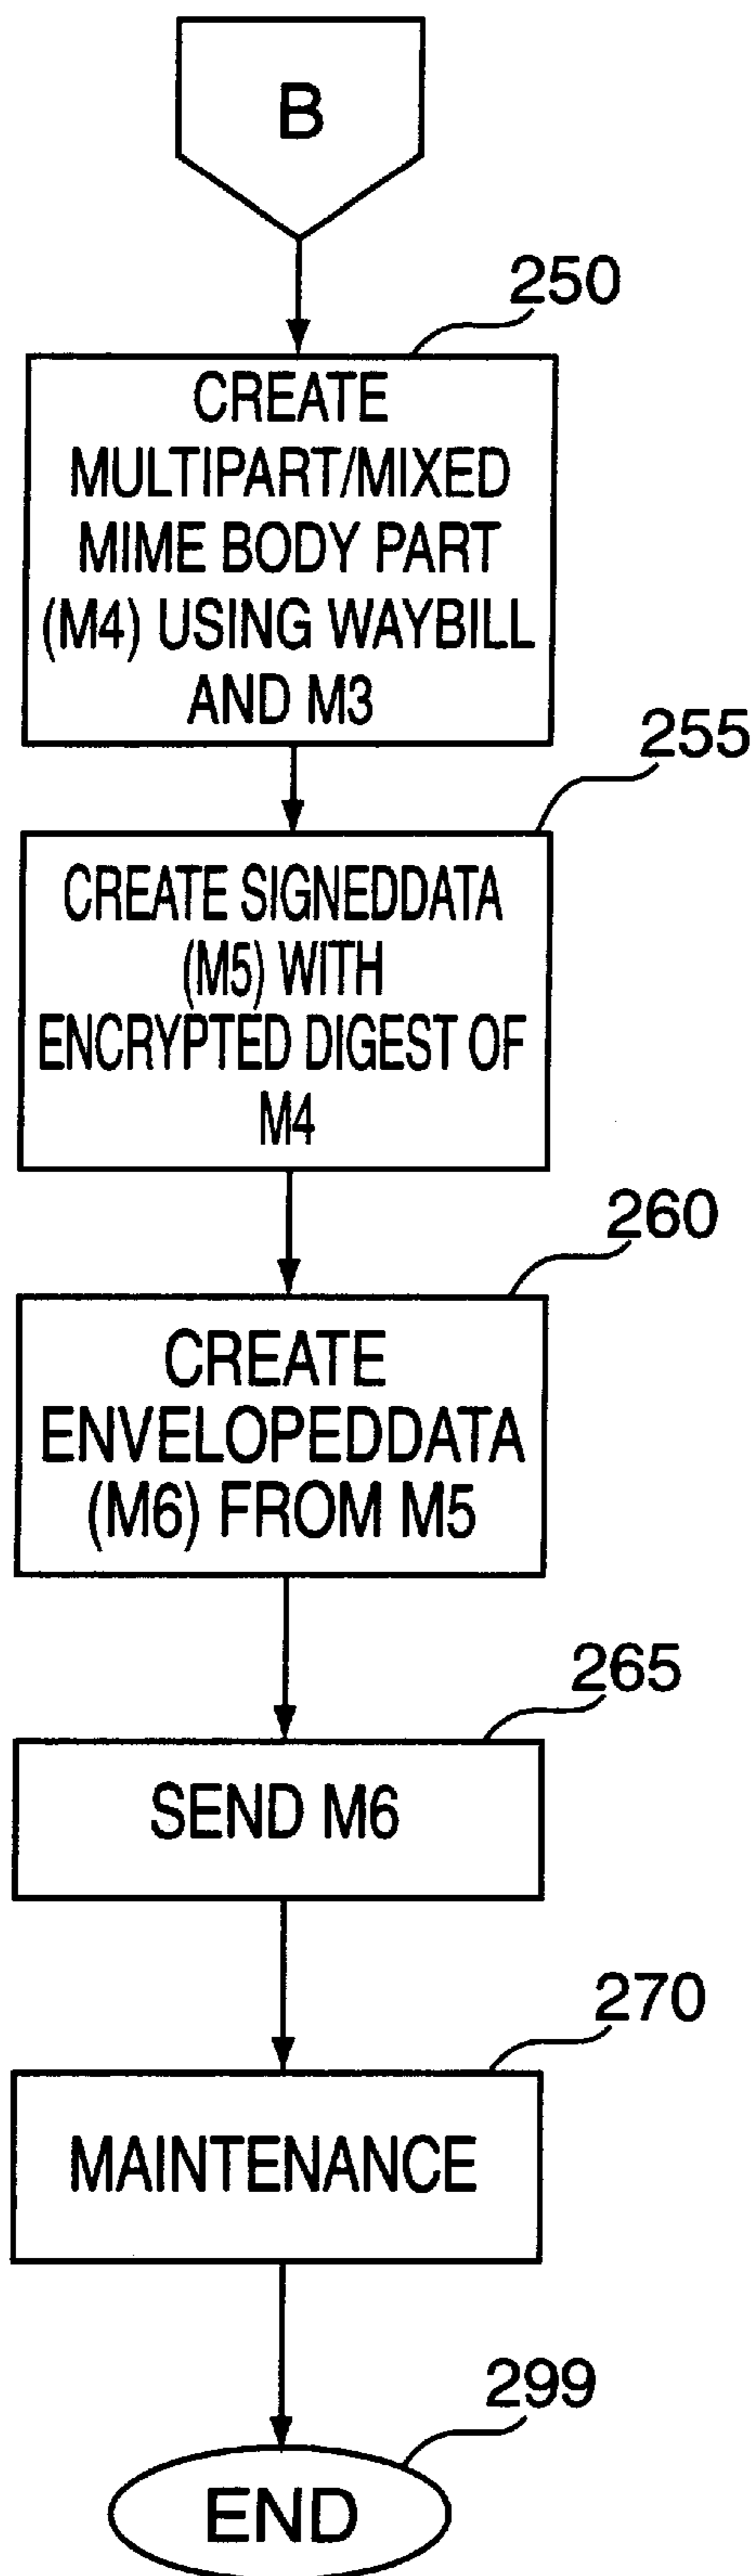 B
250
CREATE
MULTIPART/MIXED
MIME BODY PART
(M4) USING WAYBILL
AND M3
255
CREATE SIGNEDDATA
(M5) WITH
ENCRYPTED DIGEST OF
M4
260
CREATE
ENVELOPEDDATA
(M6) FROM M5
265
SEND M6
270
MAINTENANCE
299
END